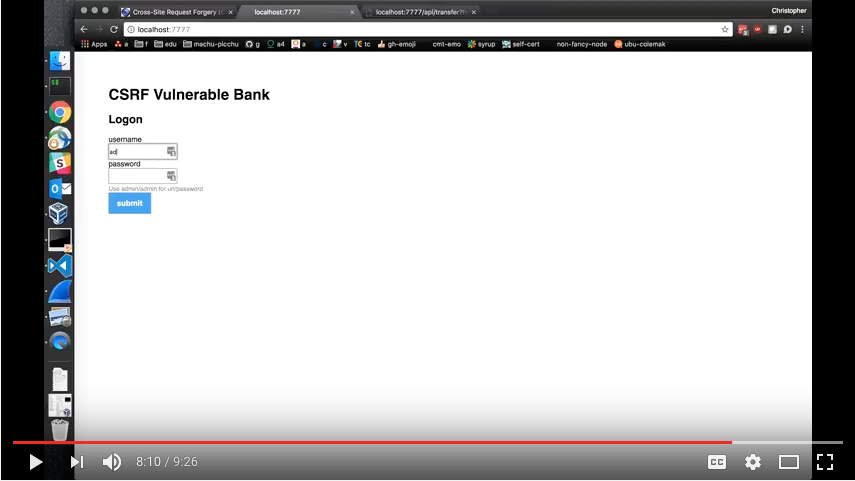 Cross-Site Request Forgery (C
localhost:7777
localhost:7777/api/transfer?
Christopher
localhost:7777
Apps
a
f
edu
machu-picchu
g
a4
a
c
v
tc
gh-emoji
cmt-emo
syrup
self-cert
non-fancy-node
ubu-colemak
CSRF Vulnerable Bank
Logon
username
ad
password
Use admin/admin for un/password
submit
8:10 / 9:26
CC